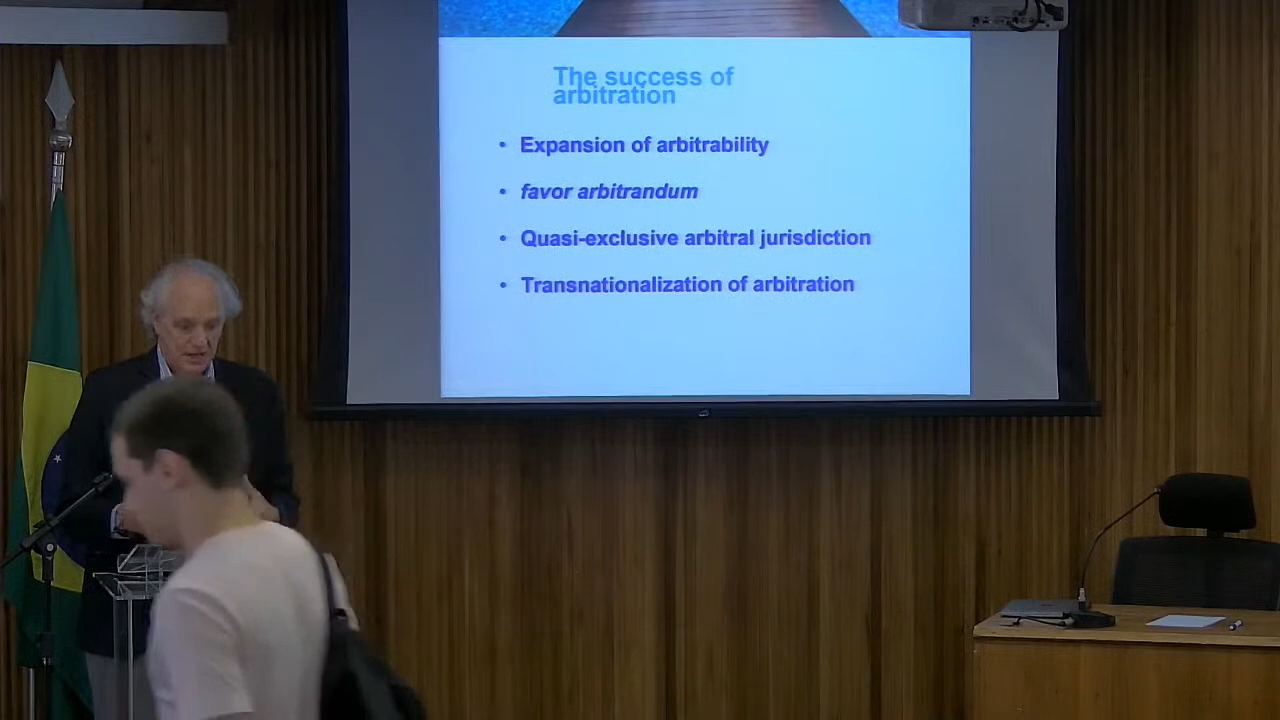 The success of
arbitration
• Expansion of arbitrability
• favor arbitrandum
• Quasi-exclusive arbitral jurisdiction
• Transnationalization of arbitration